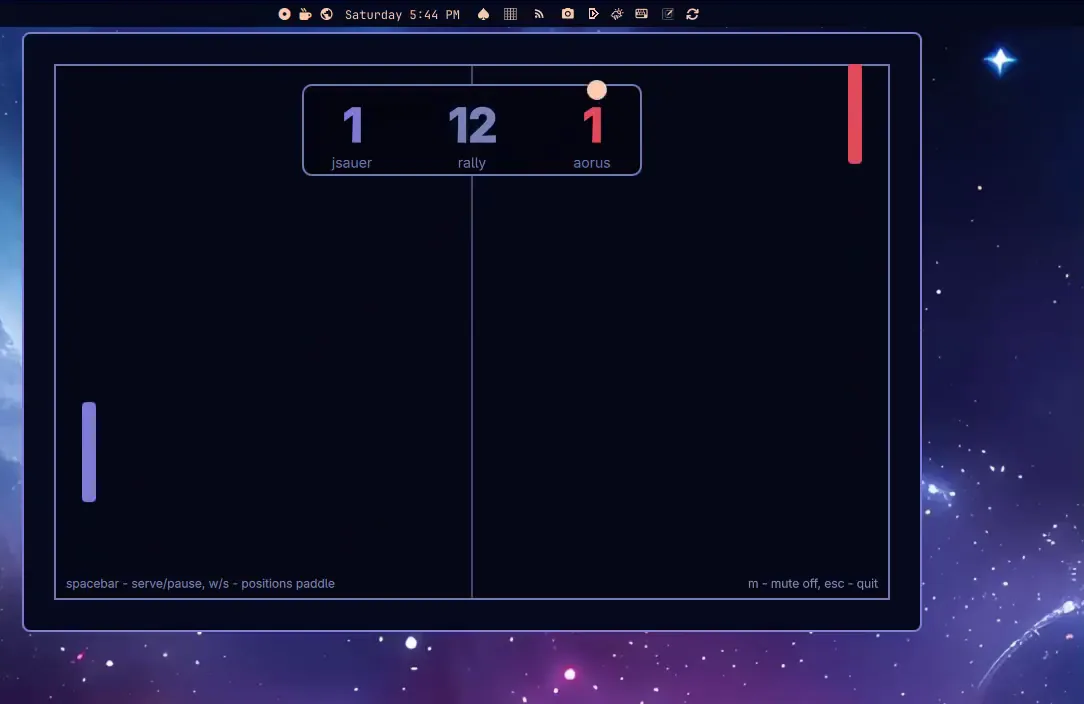 Saturday 5:44 PM
1 12 1
jsauer rally aorus
spacebar - serve/pause, w/s - positions paddle
m - mute off, esc - quit